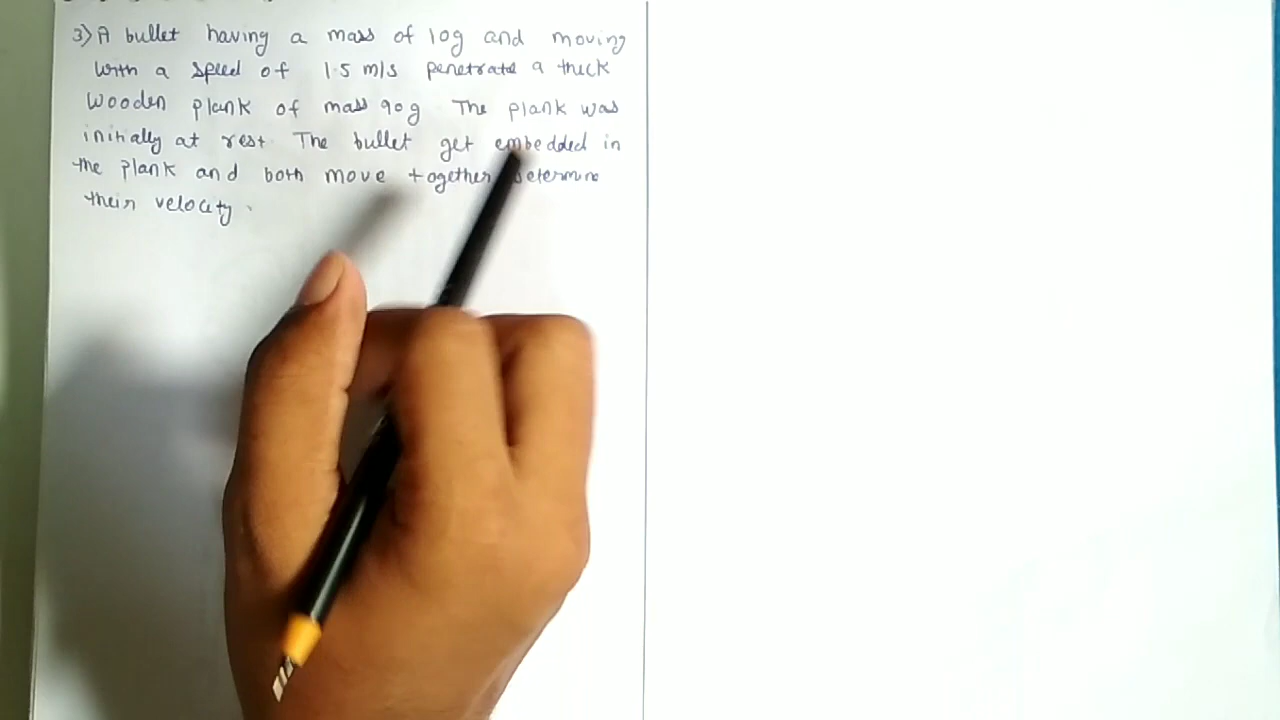 3) A bullet having a mass of 10g and moving
with a speed of 1.5 m/s penetrate a thick
wooden plank of mass 90g The plank was
initially at rest. The bullet get embedded in
the plank and both move together Determine
their velocity.